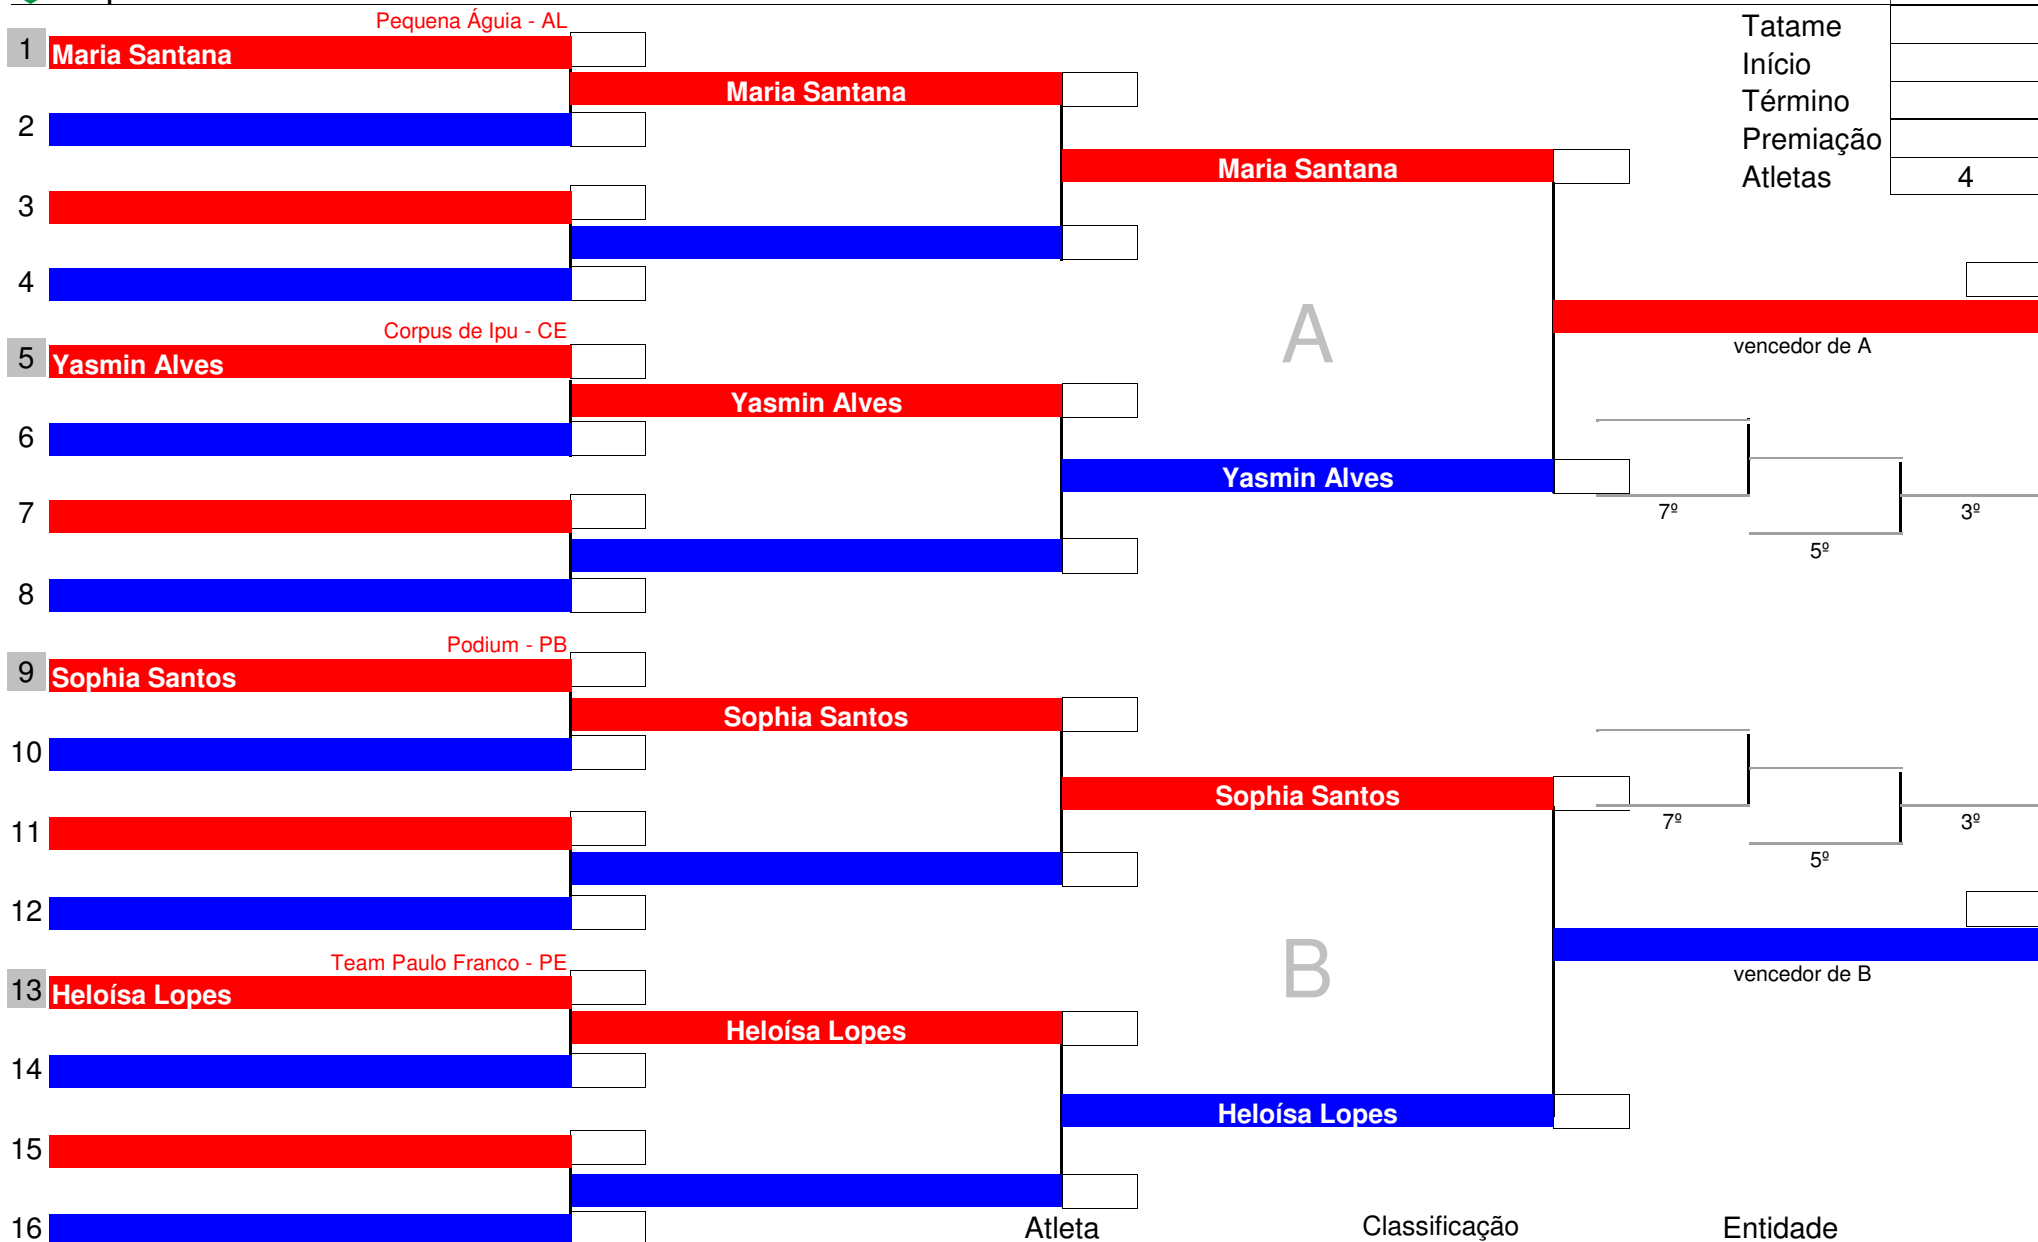 Pequena Águia - AL
Tatame
1 Maria Santana
Início
Maria Santana
Término
2
Premiação
Maria Santana
Atletas 4
3
4
A
Corpus de Ipu - CE
vencedor de A
5 Yasmin Alves
Yasmin Alves
6
Yasmin Alves
7
7º
3º
5º
8
Podium - PB
9 Sophia Santos
Sophia Santos
10
Sophia Santos
11
7º
3º
5º
12
B
Team Paulo Franco - PE
vencedor de B
13 Heloísa Lopes
Heloísa Lopes
14
Heloísa Lopes
15
16
Atleta Classificação Entidade